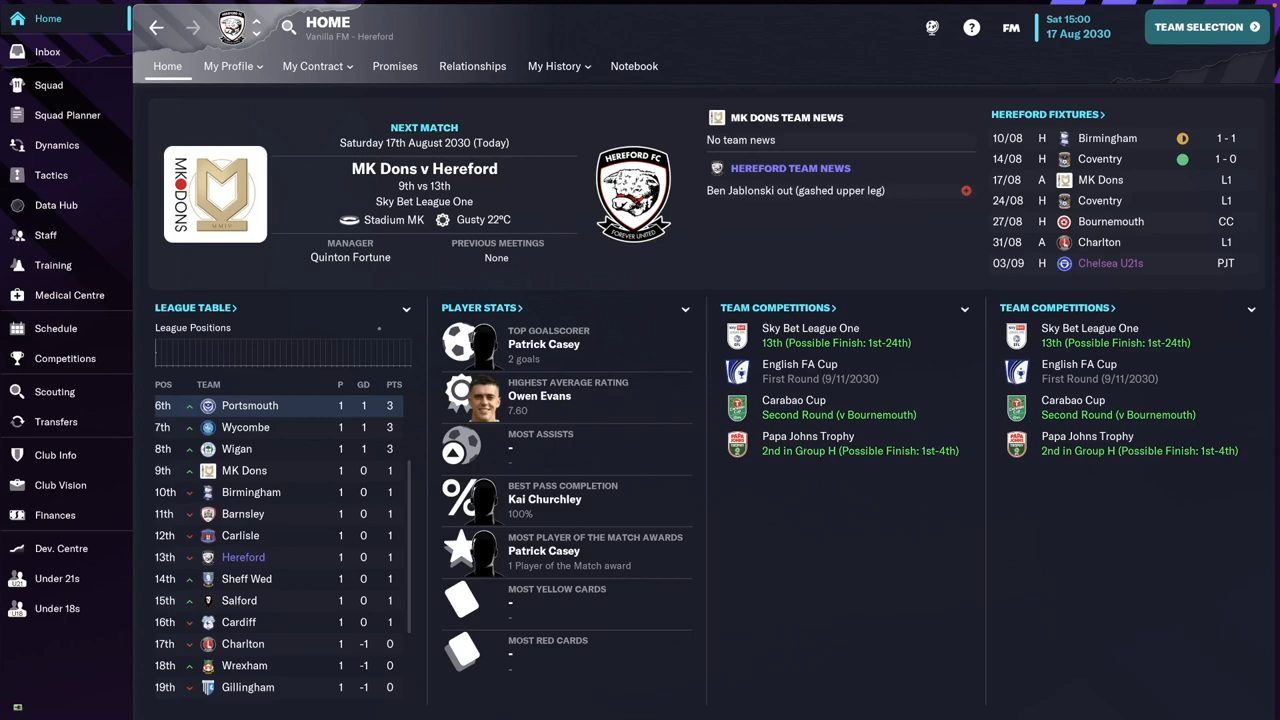 Home
Inbox
Squad
Squad Planner
Dynamics
Tactics
Data Hub
Staff
Training
Medical Centre
Schedule
Competitions
Scouting
Transfers
Club Info
Club Vision
Finances
Dev. Centre
U21
Under 21s
U18
Under 18s
HOME
Vanilla FM - Hereford
?
FM
Sat 15:00
17 Aug 2030
TEAM SELECTION
Home
My Profile
My Contract
Promises
Relationships
My History
Notebook
MK DONS
NEXT MATCH
Saturday 17th August 2030 (Today)
MK Dons v Hereford
9th vs 13th
Sky Bet League One
Stadium MK
Gusty 22ºC
MANAGER
Quinton Fortune
PREVIOUS MEETINGS
None
HEREFORD FC
FOREVER UNITED
MK DONS TEAM NEWS
No team news
HEREFORD TEAM NEWS
Ben Jablonski out (gashed upper leg)
HEREFORD FIXTURES
10/08 H Birmingham 1 - 1
14/08 H Coventry 1 - 0
17/08 A MK Dons L1
24/08 H Coventry L1
27/08 H Bournemouth CC
31/08 A Charlton L1
03/09 H Chelsea U21s PJT
LEAGUE TABLE
League Positions
POS TEAM P GD PTS
6th Portsmouth 1 1 3
7th Wycombe 1 1 3
8th Wigan 1 1 3
9th MK Dons 1 0 1
10th Birmingham 1 0 1
11th Barnsley 1 0 1
12th Carlisle 1 0 1
13th Hereford 1 0 1
14th Sheff Wed 1 0 1
15th Salford 1 0 1
16th Cardiff 1 0 1
17th Charlton 1 -1 0
18th Wrexham 1 -1 0
19th Gillingham 1 -1 0
PLAYER STATS
TOP GOALSCORER
Patrick Casey
2 goals
HIGHEST AVERAGE RATING
Owen Evans
7.60
MOST ASSISTS
-
-
BEST PASS COMPLETION
Kai Churchley
100%
MOST PLAYER OF THE MATCH AWARDS
Patrick Casey
1 Player of the Match award
MOST YELLOW CARDS
-
-
MOST RED CARDS
-
-
TEAM COMPETITIONS
Sky Bet League One
13th (Possible Finish: 1st-24th)
English FA Cup
First Round (9/11/2030)
Carabao Cup
Second Round (v Bournemouth)
Papa Johns Trophy
2nd in Group H (Possible Finish: 1st-4th)
TEAM COMPETITIONS
Sky Bet League One
13th (Possible Finish: 1st-24th)
English FA Cup
First Round (9/11/2030)
Carabao Cup
Second Round (v Bournemouth)
Papa Johns Trophy
2nd in Group H (Possible Finish: 1st-4th)